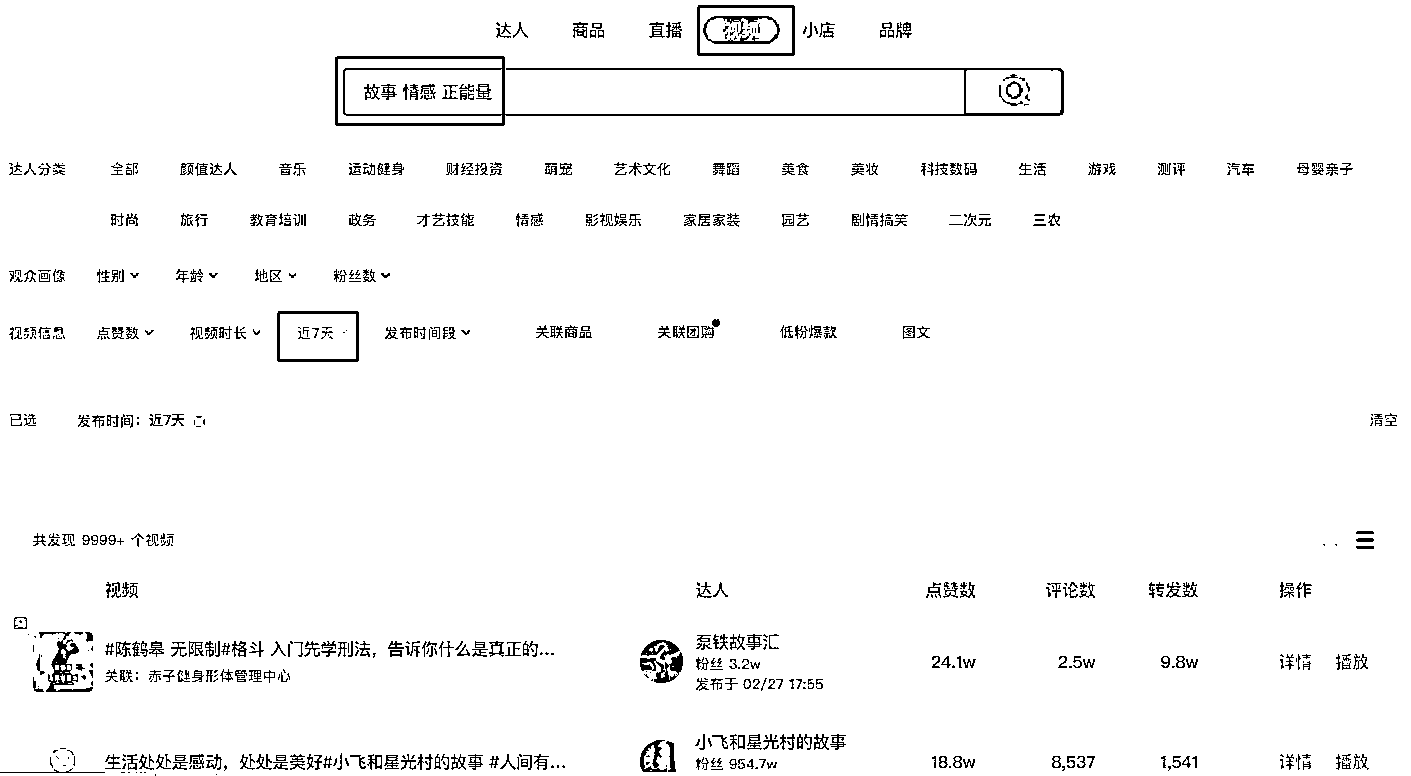 达人 商品 直播 视频 小店 品牌
故事 情感 正能量
达人分类 全部 颜值达人 音乐 运动健身 财经投资 萌宠 艺术文化 舞蹈 美食 美妆 科技数码 生活 游戏 测评 汽车 母婴亲子
时尚 旅行 教育培训 政务 才艺技能 情感 影视娱乐 家居家装 园艺 剧情搞笑 二次元 三农
观众画像 性别 年龄 地区 粉丝数
视频信息 点赞数 视频时长 近7天 发布时间段 关联商品 关联团购 低粉爆款 图文
已选 发布时间：近7天 清空
共发现 9999+ 个视频
视频 达人 点赞数 评论数 转发数 操作
#陈鹤皋 无限制#格斗 入门先学刑法，告诉你什么是真正的...
关联：赤子健身形体管理中心
泵铁故事汇
粉丝 3.2w
发布于 02/27 17:55
24.1w 2.5w 9.8w 详情 播放
生活处处是感动，处处是美好#小飞和星光村的故事 #人间有...
小飞和星光村的故事
粉丝 954.7w
18.8w 8,537 1,541 详情 播放